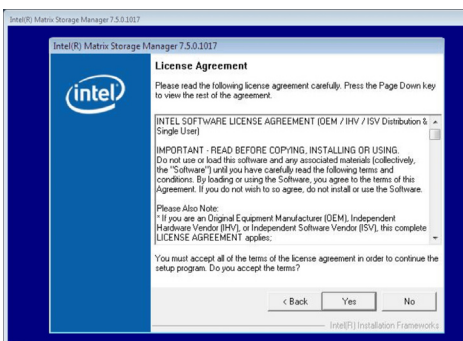 Intel(R) Matrix Storage Manager 7.5.0.1017
Intel(R) Matrix Storage Manager 7.5.0.1017
License Agreement
Please read the following license agreement carefully. Press the Page Down key
to view the rest of the agreement.
intel
INTEL SOFTWARE LICENSE AGREEMENT (OEM / IHV / ISV Distribution &
Single User)
IMPORTANT - READ BEFORE COPYING, INSTALLING OR USING.
Do not use or load this software and any associated materials (collectively,
the "Software") until you have carefully read the following terms and
conditions. By loading or using the Software, you agree to the terms of this
Agreement. If you do not wish to so agree, do not install or use the Software.
Please Also Note:
* If you are an Original Equipment Manufacturer (OEM), Independent
Hardware Vendor (IHV), or Independent Software Vendor (ISV), this complete
LICENSE AGREEMENT applies;
You must accept all of the terms of the license agreement in order to continue the
setup program. Do you accept the terms?
< Back Yes No
Intel(R) Installation Frameworks